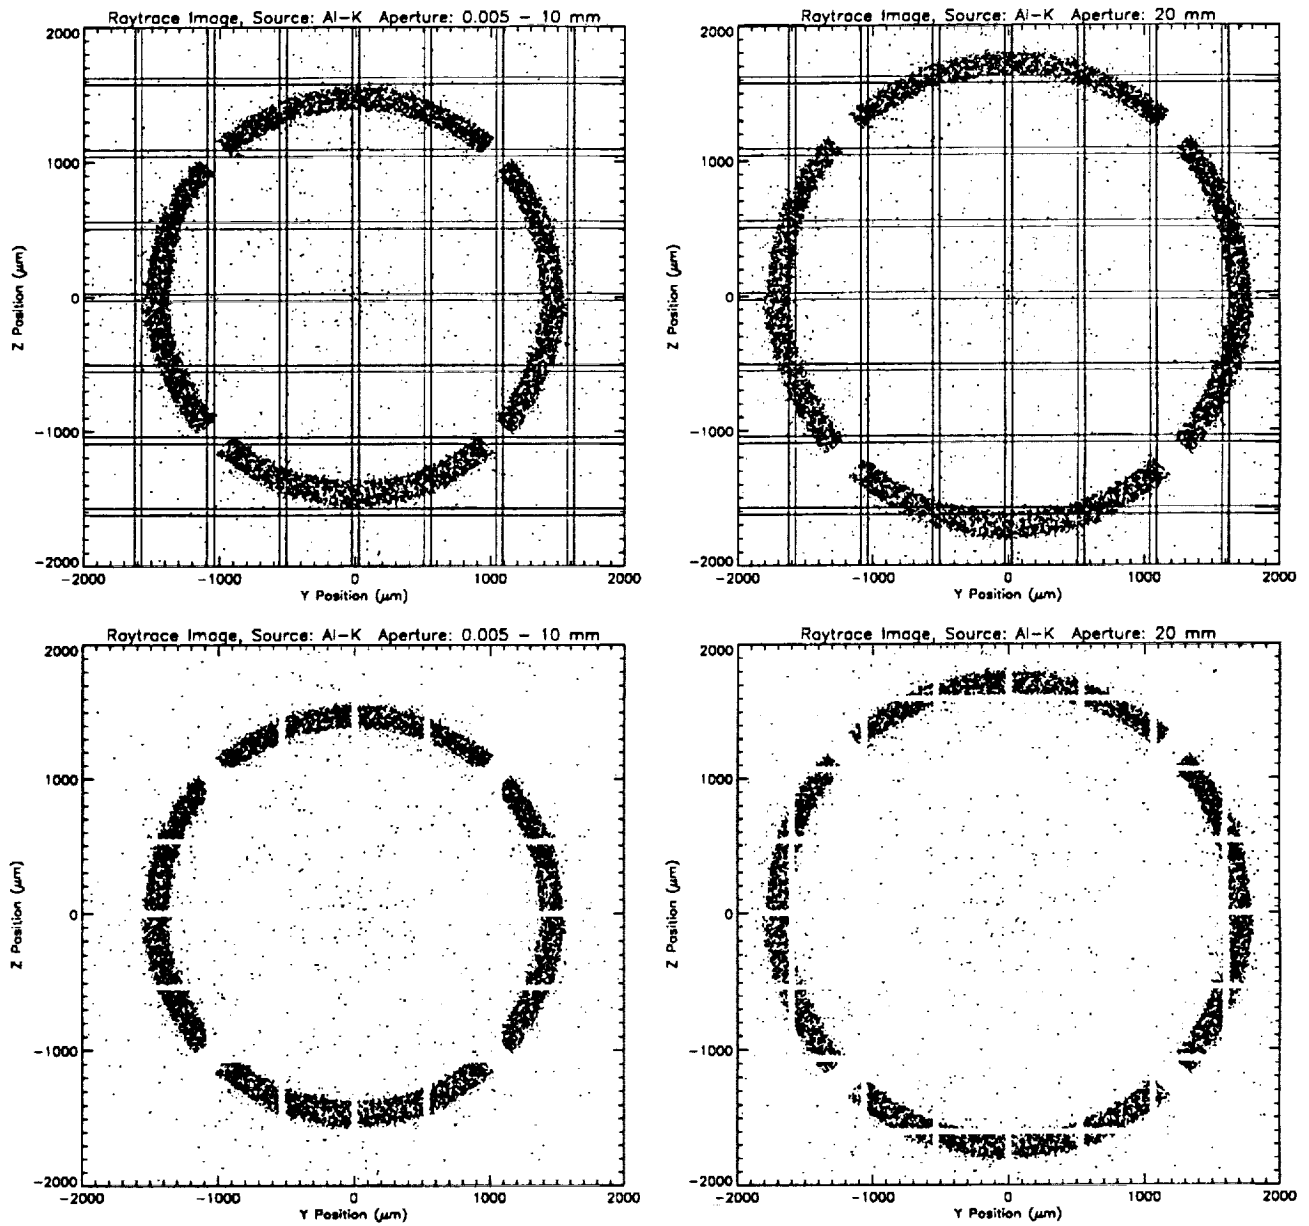 Raytrace Image, Source: Al-K Aperture: 0.005 - 10 mm
2000
1000
0
-1000
-2000
Z Position (μm)
-2000 -1000 0 1000 2000
Y Position (μm)
Raytrace Image, Source: Al-K Aperture: 20 mm
2000
1000
0
-1000
-2000
Z Position (μm)
-2000 -1000 0 1000 2000
Y Position (μm)
Raytrace Image, Source: Al-K Aperture: 0.005 - 10 mm
2000
1000
0
-1000
-2000
Z Position (μm)
-2000 -1000 0 1000 2000
Y Position (μm)
Raytrace Image, Source: Al-K Aperture: 20 mm
2000
1000
0
-1000
-2000
Z Position (μm)
-2000 -1000 0 1000 2000
Y Position (μm)